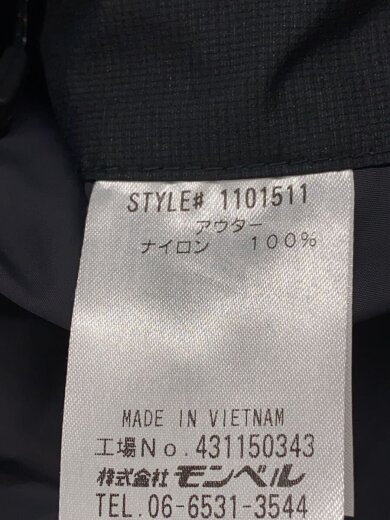 STYLE# 1101511
アウター
ナイロン 100%
MADE IN VIETNAM
工場No.431150343
株式会社モンベル
TEL.06-6531-3544